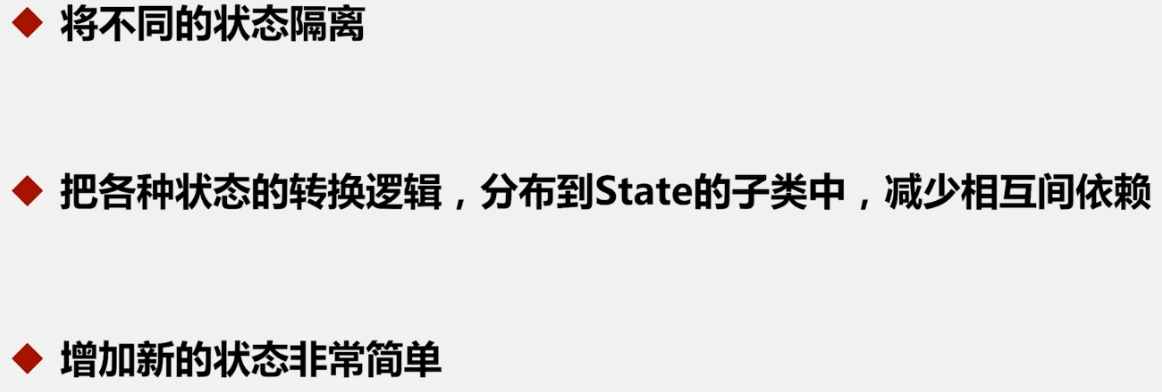 将不同的状态隔离
把各种状态的转换逻辑，分布到State的子类中，减少相互间依赖
增加新的状态非常简单